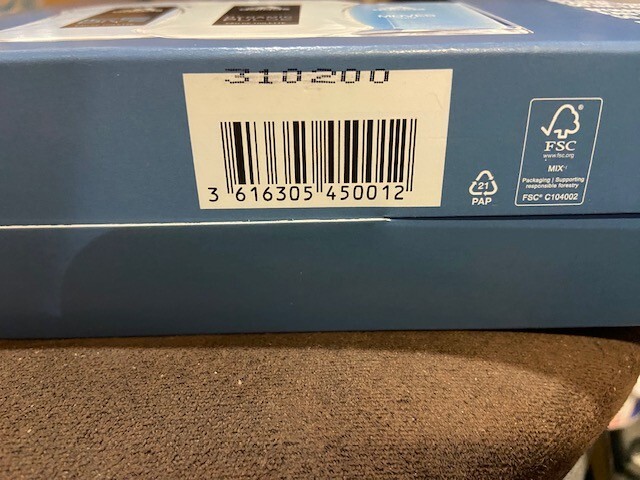 310200
3 616305 450012
21
PAP
®
FSC
www.fsc.org
MIX
Packaging | Supporting
responsible forestry
FSC® C104002